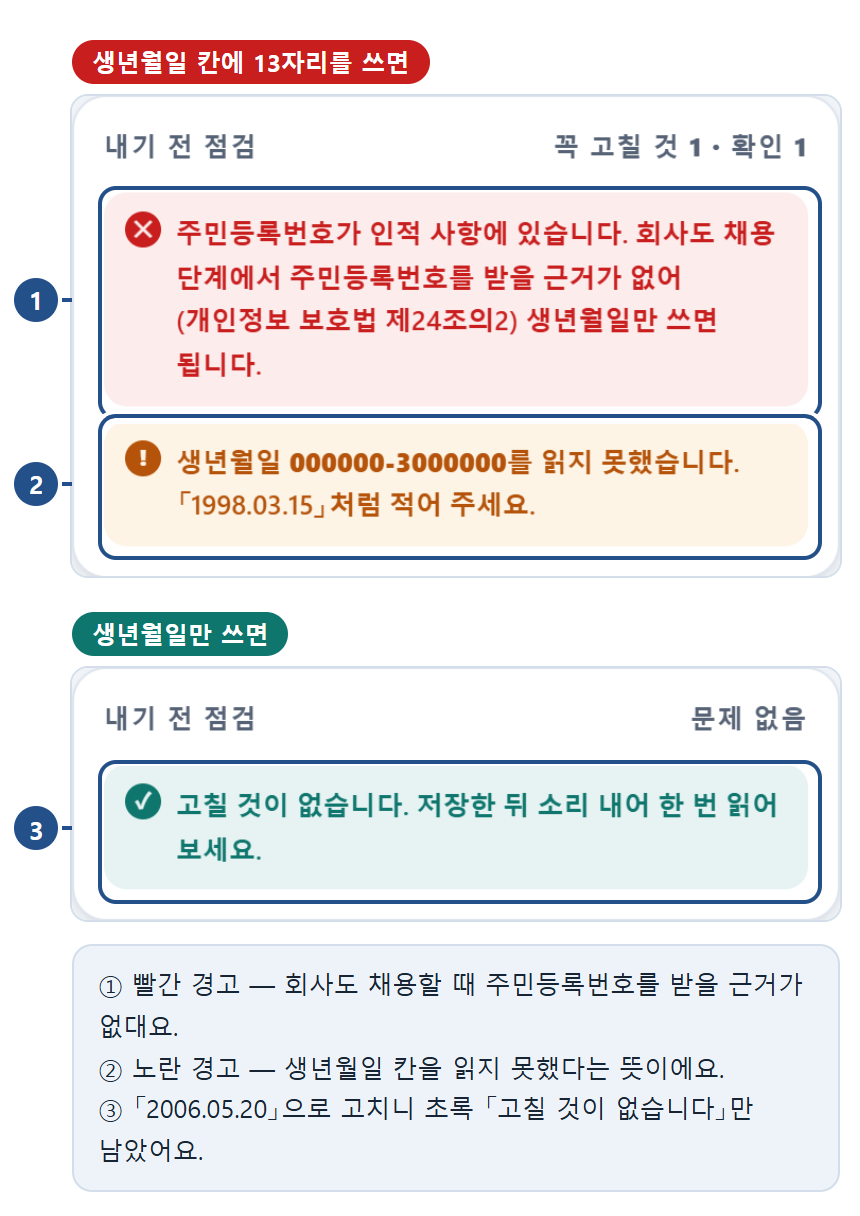 생년월일 칸에 13자리를 쓰면
내기 전 점검
꼭 고칠 것 1 · 확인 1
1
주민등록번호가 인적 사항에 있습니다. 회사도 채용
단계에서 주민등록번호를 받을 근거가 없어
(개인정보 보호법 제24조의2) 생년월일만 쓰면
됩니다.
2
생년월일 000000-3000000를 읽지 못했습니다.
「1998.03.15」처럼 적어 주세요.
생년월일만 쓰면
내기 전 점검
문제 없음
3
고칠 것이 없습니다. 저장한 뒤 소리 내어 한 번 읽어
보세요.
① 빨간 경고 — 회사도 채용할 때 주민등록번호를 받을 근거가
없대요.
② 노란 경고 — 생년월일 칸을 읽지 못했다는 뜻이에요.
③ 「2006.05.20」으로 고치니 초록 「고칠 것이 없습니다」만
남았어요.